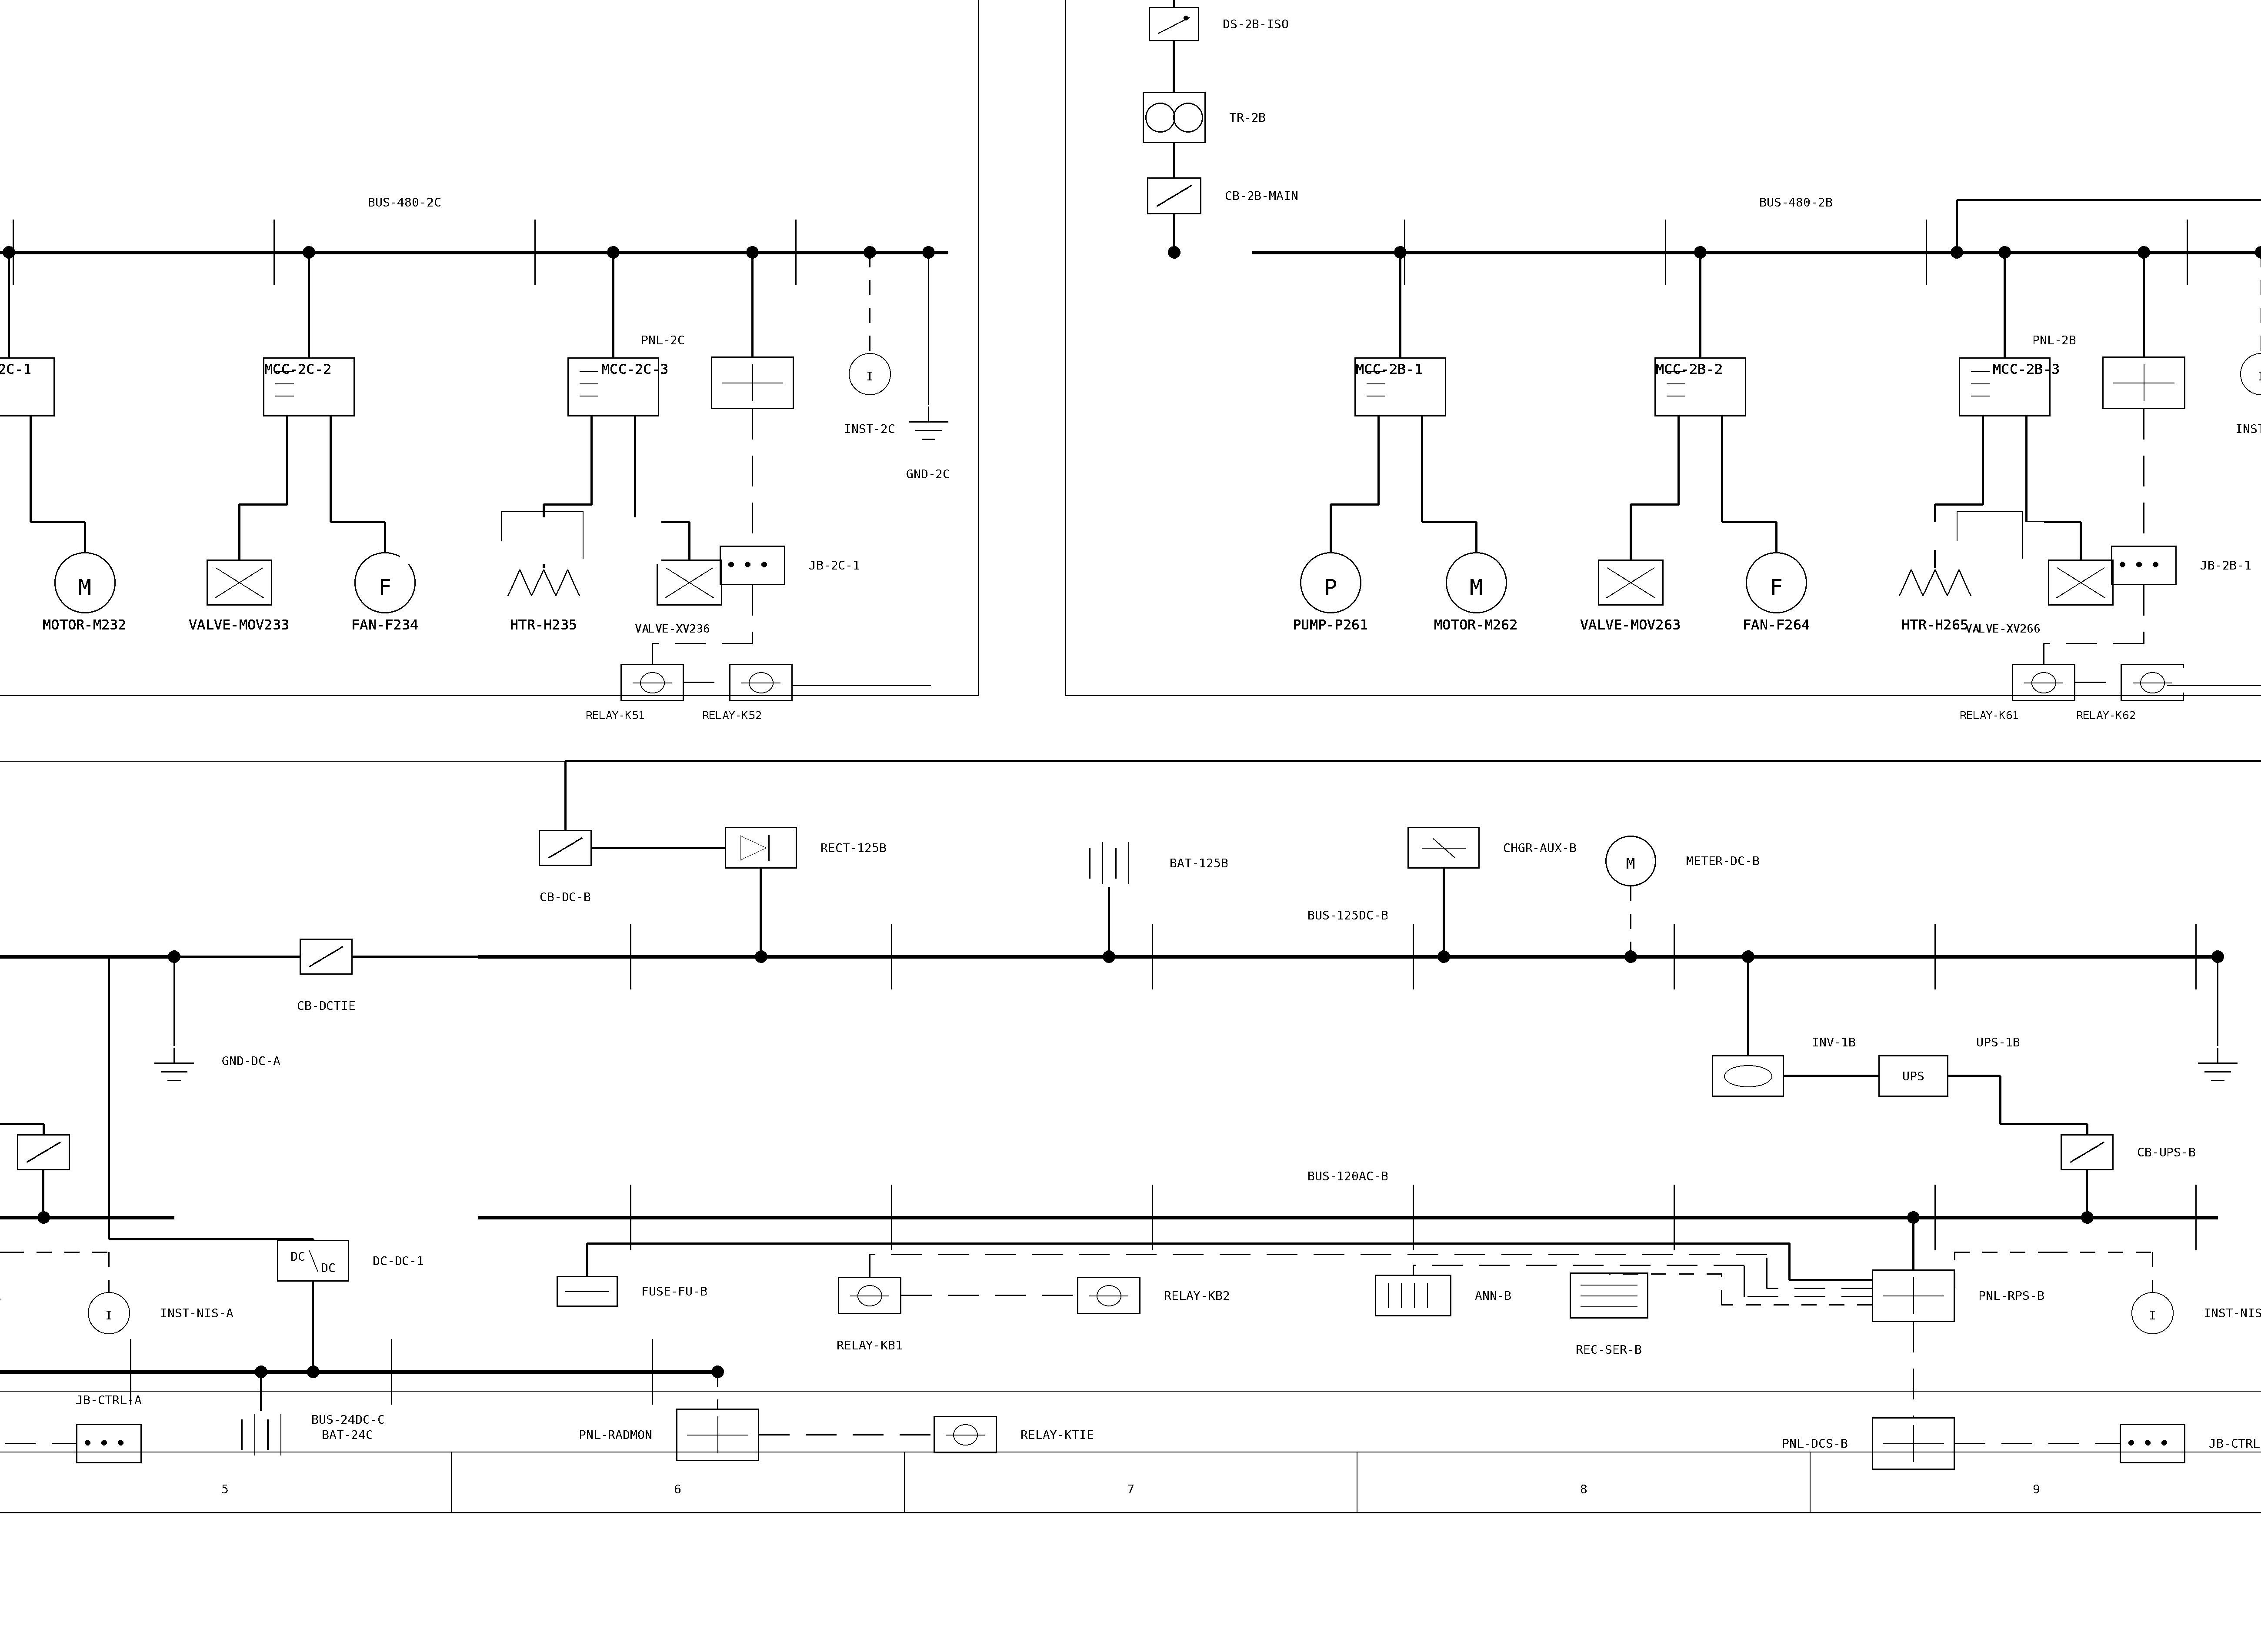 DS-2B-ISO
TR-2B
CB-2B-MAIN
BUS-480-2C
BUS-480-2B
PNL-2C
PNL-2B
2C-1
MCC-2C-2
MCC-2C-3
I
MCC-2B-1
MCC-2B-2
MCC-2B-3
INST-2C
INST
GND-2C
JB-2C-1
JB-2B-1
M
F
P
M
F
MOTOR-M232
VALVE-MOV233
FAN-F234
HTR-H235
VALVE-XV236
PUMP-P261
MOTOR-M262
VALVE-MOV263
FAN-F264
HTR-H265
VALVE-XV266
RELAY-K51
RELAY-K52
RELAY-K61
RELAY-K62
RECT-125B
BAT-125B
CHGR-AUX-B
M
METER-DC-B
CB-DC-B
BUS-125DC-B
CB-DCTIE
GND-DC-A
INV-1B
UPS-1B
UPS
CB-UPS-B
BUS-120AC-B
DC
DC
DC-DC-1
FUSE-FU-B
RELAY-KB2
ANN-B
PNL-RPS-B
I
INST-NIS-A
I
INST-NIS
RELAY-KB1
REC-SER-B
JB-CTRL-A
BUS-24DC-C
BAT-24C
PNL-RADMON
RELAY-KTIE
PNL-DCS-B
JB-CTRL
5
6
7
8
9